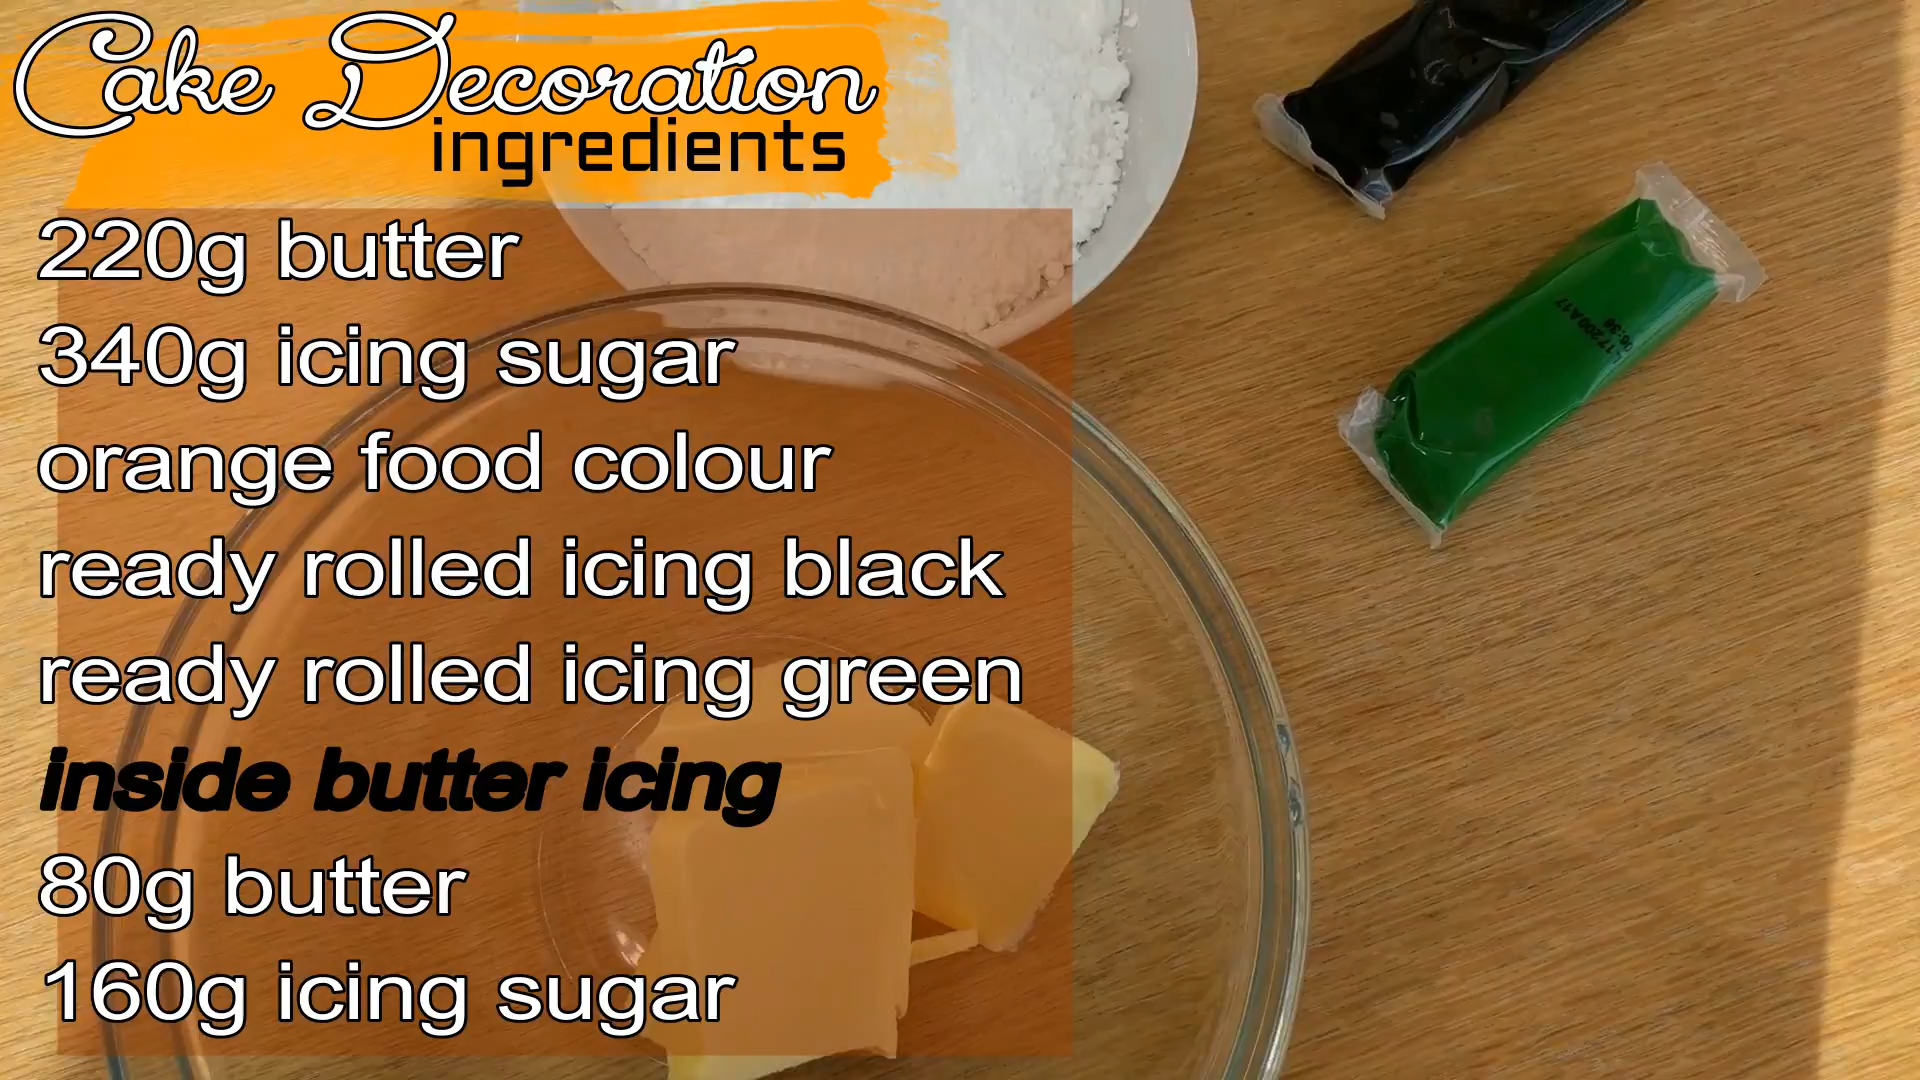 Cake Decoration
ingredients
220g butter
340g icing sugar
orange food colour
ready rolled icing black
ready rolled icing green
inside butter icing
80g butter
160g icing sugar